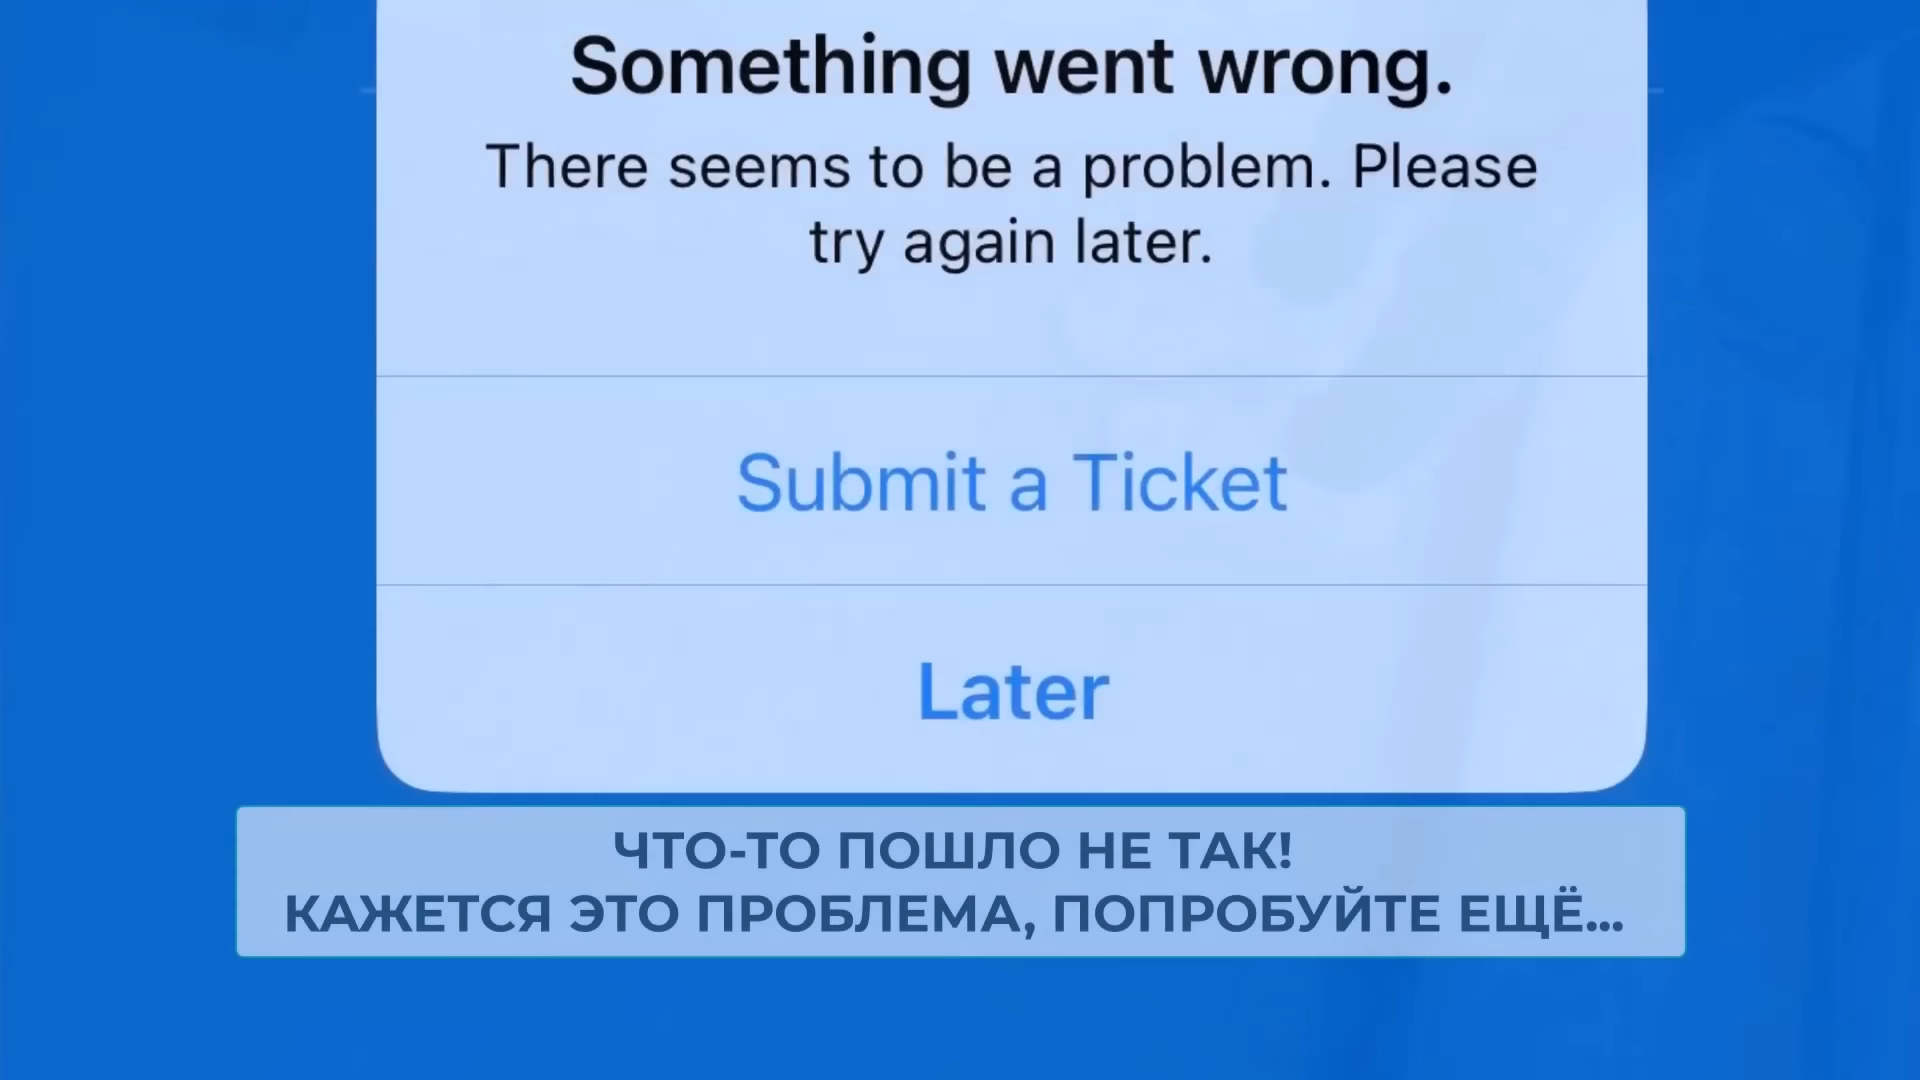 Something went wrong.
There seems to be a problem. Please
try again later.
Submit a Ticket
Later
ЧТО-ТО ПОШЛО НЕ ТАК!
КАЖЕТСЯ ЭТО ПРОБЛЕМА, ПОПРОБУЙТЕ ЕЩЁ...